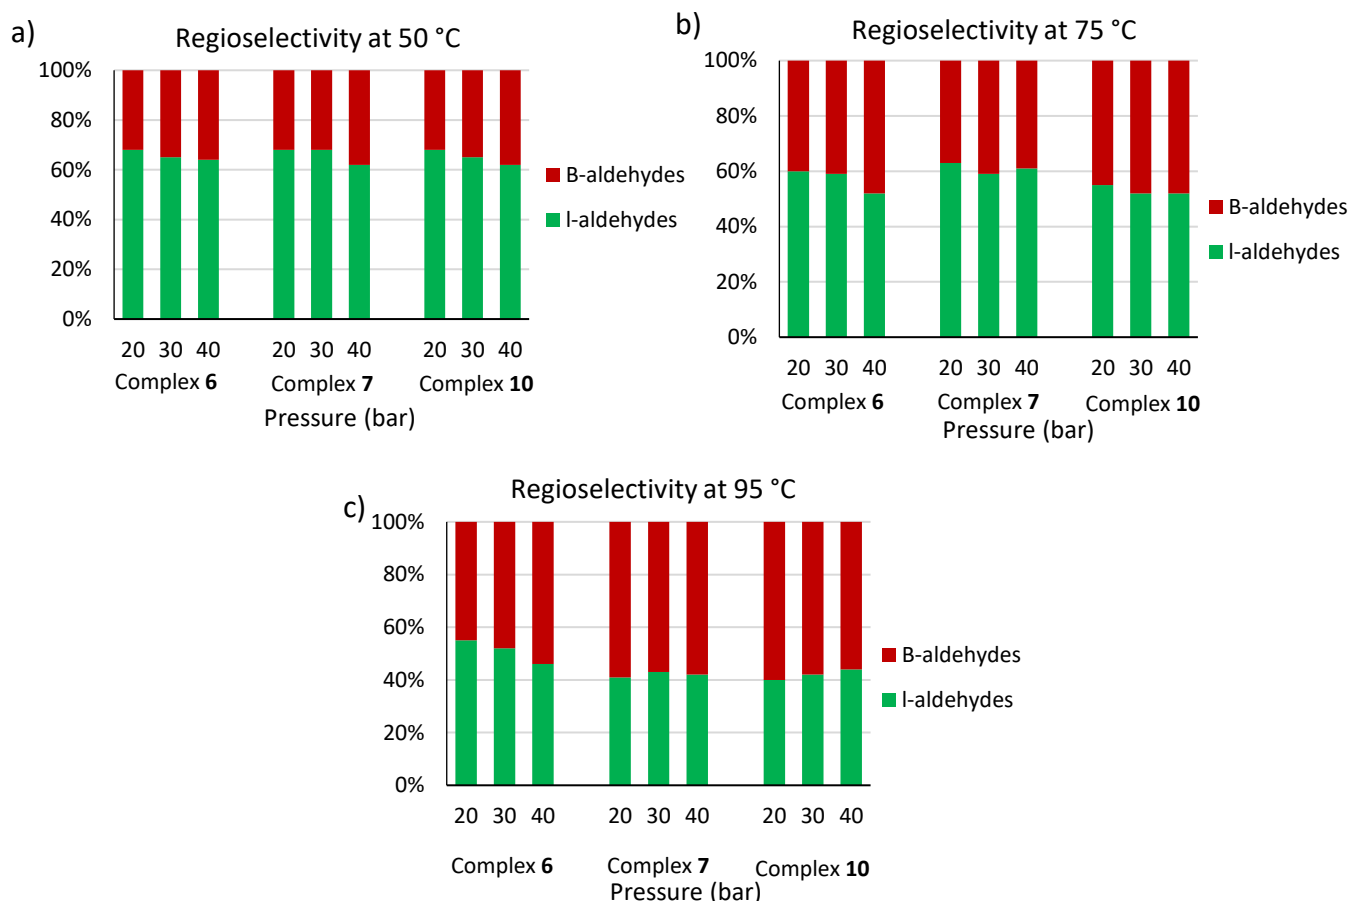 a)
Regioselectivity at 50 °C
100%
80%
60%
40%
20%
0%
B-aldehydes
l-aldehydes
20 30 40 20 30 40 20 30 40
Complex 6 Complex 7 Complex 10
Pressure (bar)
b)
Regioselectivity at 75 °C
100%
80%
60%
40%
20%
0%
B-aldehydes
l-aldehydes
20 30 40 20 30 40 20 30 40
Complex 6 Complex 7 Complex 10
Pressure (bar)
c)
Regioselectivity at 95 °C
100%
80%
60%
40%
20%
0%
B-aldehydes
l-aldehydes
20 30 40 20 30 40 20 30 40
Complex 6 Complex 7 Complex 10
Pressure (bar)